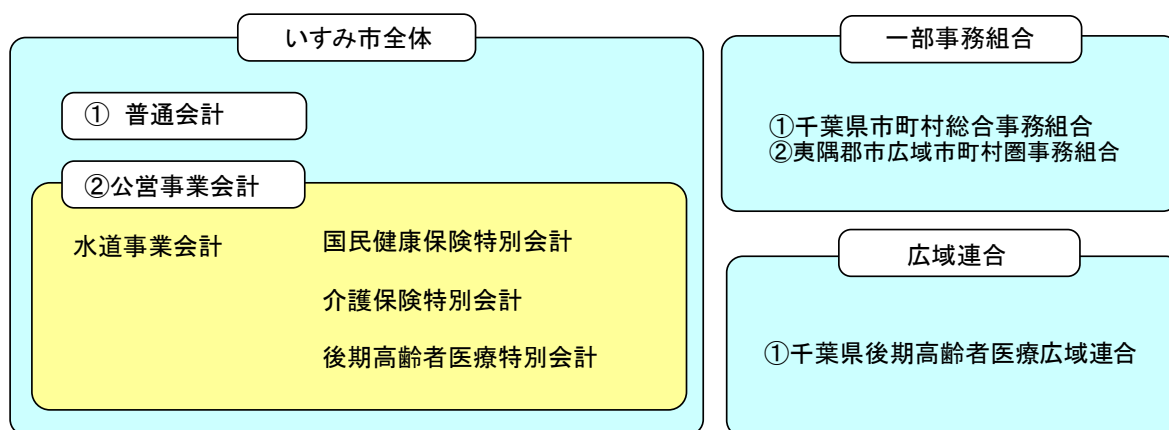 いすみ市全体
① 普通会計
②公営事業会計
水道事業会計
国民健康保険特別会計
介護保険特別会計
後期高齢者医療特別会計
一部事務組合
①千葉県市町村総合事務組合
②夷隅郡市広域市町村圏事務組合
広域連合
①千葉県後期高齢者医療広域連合